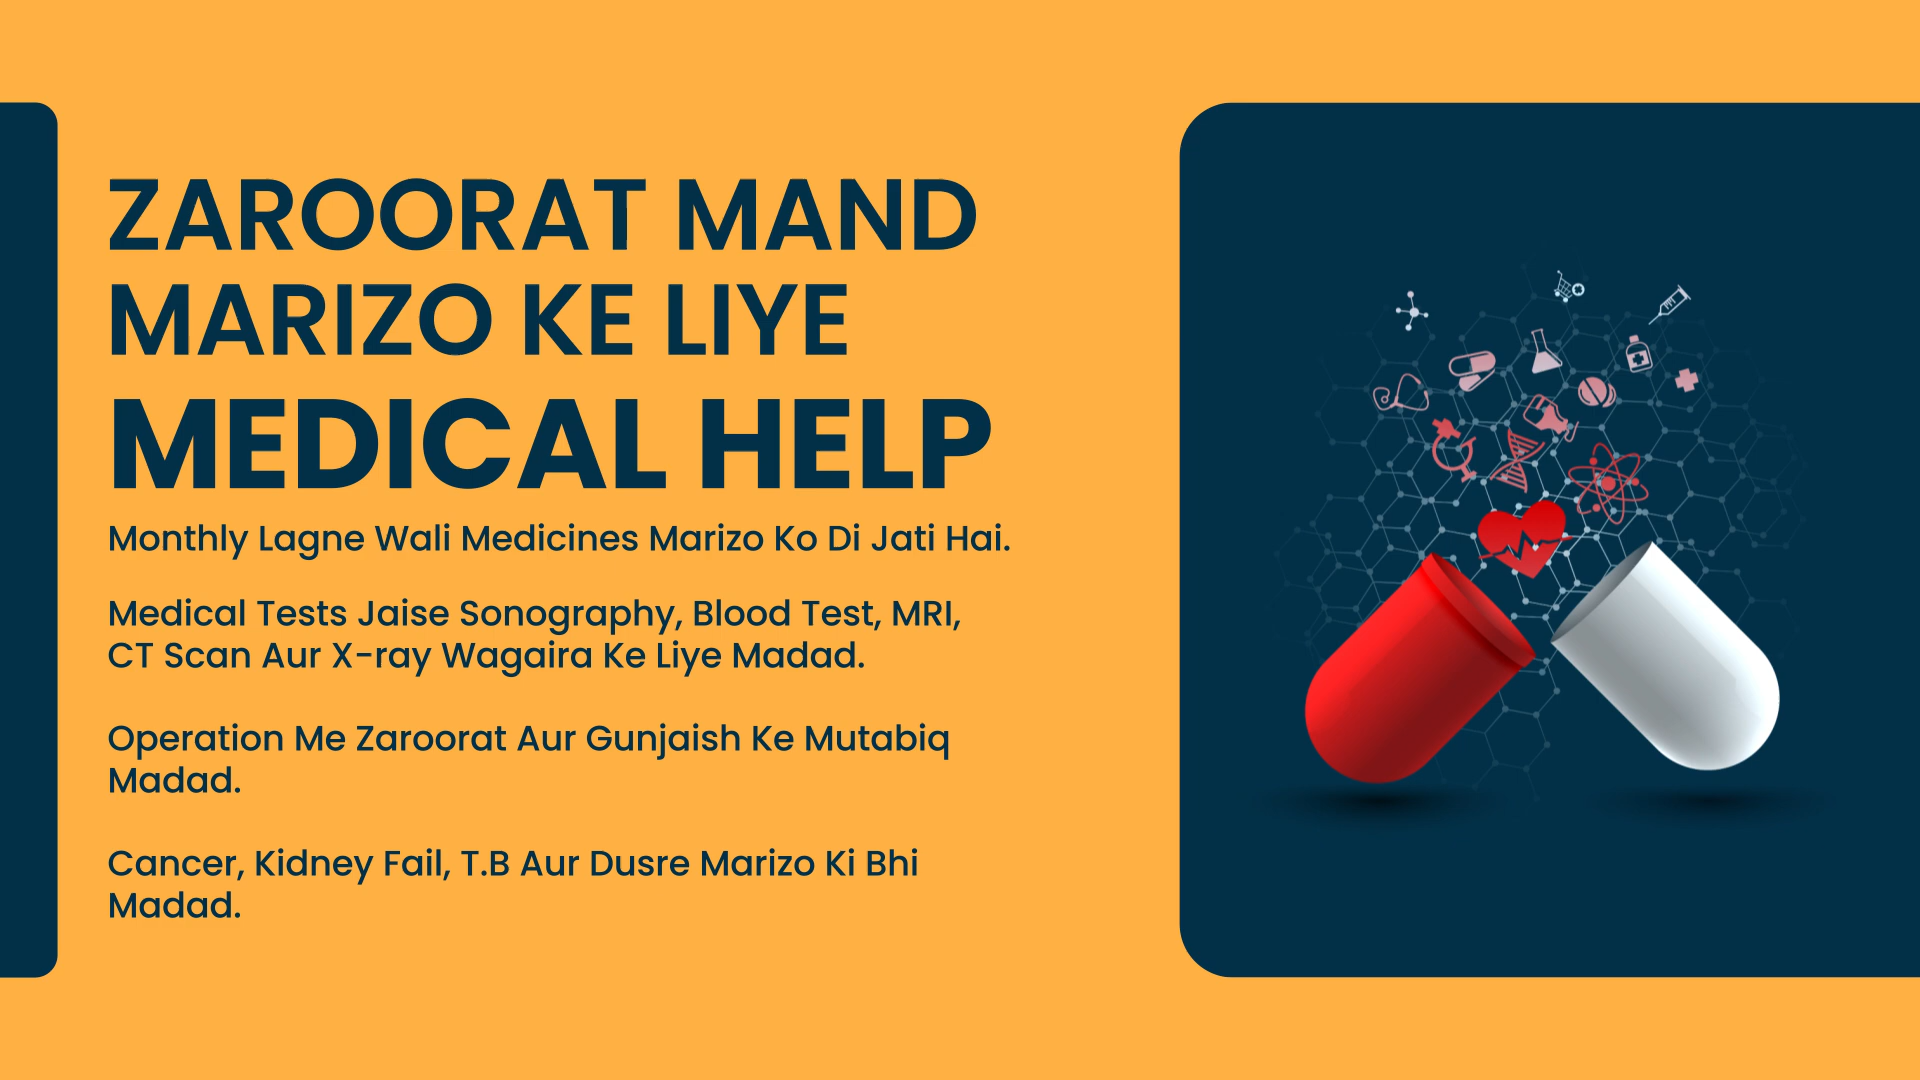 ZAROORAT MAND
MARIZO KE LIYE
MEDICAL HELP
Monthly Lagne Wali Medicines Marizo Ko Di Jati Hai.
Medical Tests Jaise Sonography, Blood Test, MRI,
CT Scan Aur X-ray Wagaira Ke Liye Madad.
Operation Me Zaroorat Aur Gunjaish Ke Mutabiq
Madad.
Cancer, Kidney Fail, T.B Aur Dusre Marizo Ki Bhi
Madad.